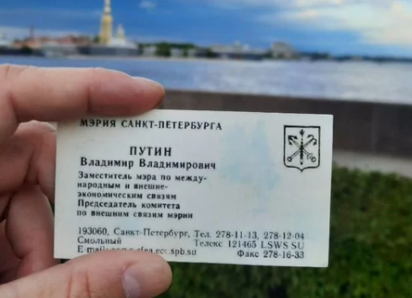 МЭРИЯ САНКТ-ПЕТЕРБУРГА
ПУТИН
Владимир Владимирович
Заместитель мэра по между-
народным и внешне-
экономическим связям
Председатель комитета
по внешним связям мэрии
193060, Санкт-Петербург, Тел. 278-11-13, 278-12-04
Смольный Телекс 121465 LSWS SU
E-mail: Факс 278-16-33